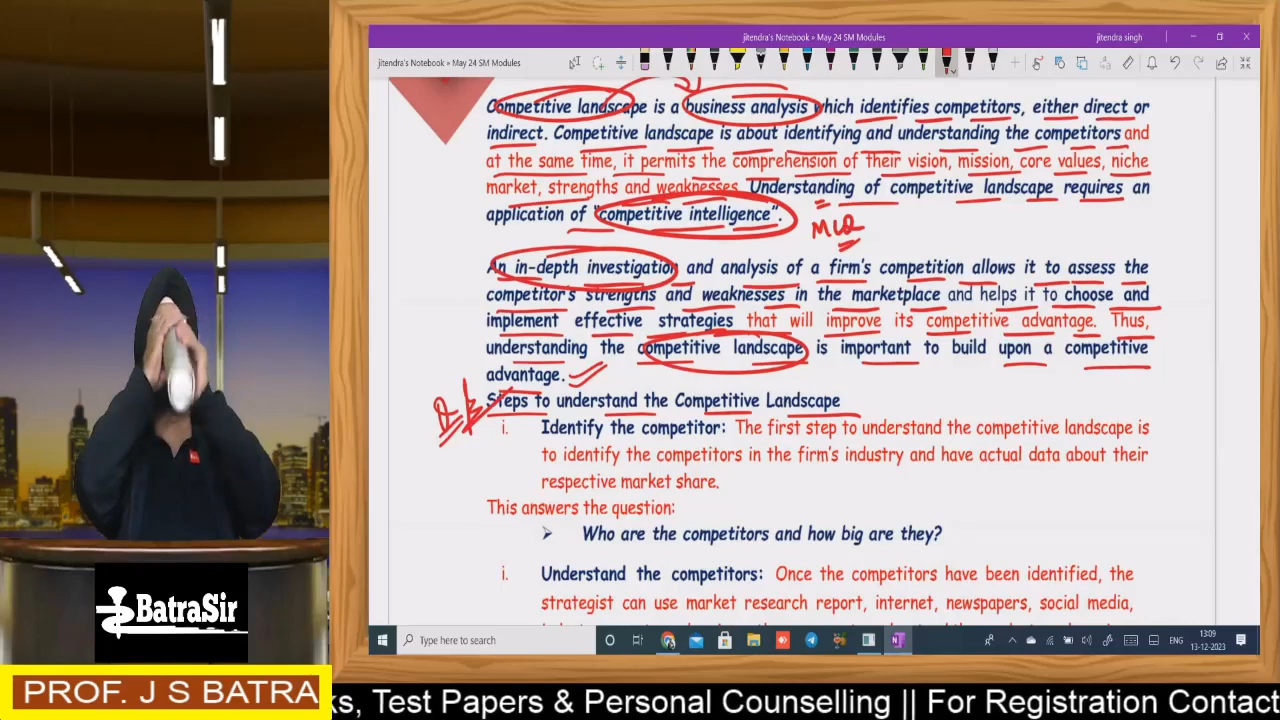 jitendra's Notebook » May 24 SM Modules
jitendra singh
jitendra's Notebook » May 24 SM Modules
Competitive landscape is a business analysis which identifies competitors, either direct or
indirect. Competitive landscape is about identifying and understanding the competitors and
at the same time, it permits the comprehension of their vision, mission, core values, niche
market, strengths and weaknesses. Understanding of competitive landscape requires an
application of "competitive intelligence".
MCQ
An in-depth investigation and analysis of a firm's competition allows it to assess the
competitor's strengths and weaknesses in the marketplace and helps it to choose and
implement effective strategies that will improve its competitive advantage. Thus,
understanding the competitive landscape is important to build upon a competitive
advantage.
Steps to understand the Competitive Landscape
i. Identify the competitor: The first step to understand the competitive landscape is
to identify the competitors in the firm's industry and have actual data about their
respective market share.
This answers the question:
➢ Who are the competitors and how big are they?
i. Understand the competitors: Once the competitors have been identified, the
strategist can use market research report, internet, newspapers, social media,
BatraSir
Type here to search
ENG
13:09
13-12-2023
PROF. J S BATRA
ks, Test Papers & Personal Counselling || For Registration Contact